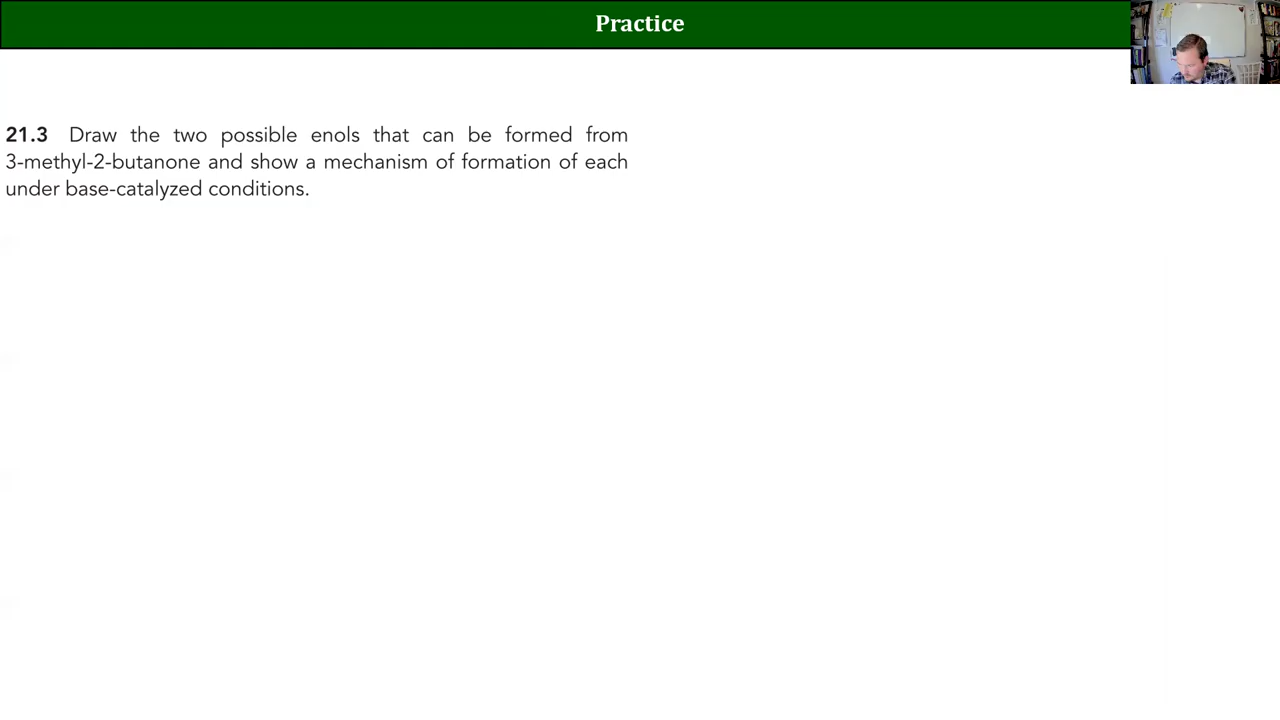 Practice
21.3 Draw the two possible enols that can be formed from
3-methyl-2-butanone and show a mechanism of formation of each
under base-catalyzed conditions.